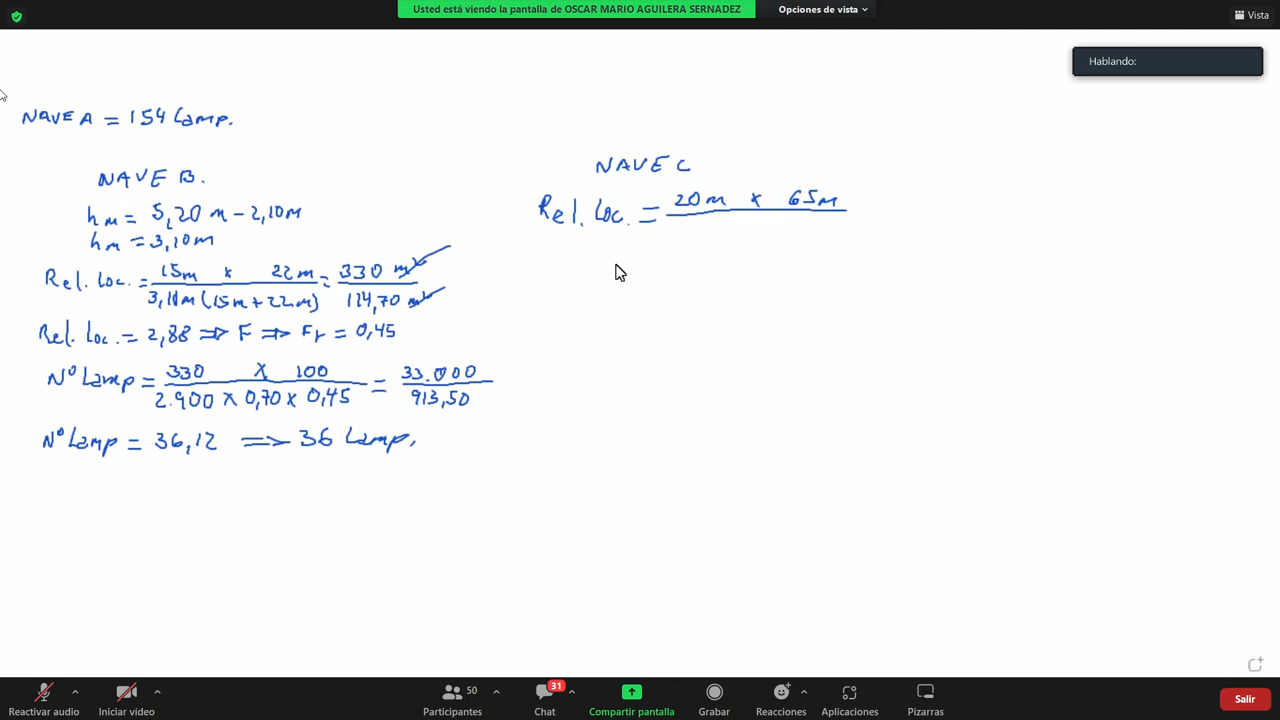 Usted está viendo la pantalla de OSCAR MARIO AGUILERA SERNADEZ
Opciones de vista
Vista
Hablando:
NAVE A = 154 Lamp.
NAVE B.
hm = 5,20 m - 2,10m
hm = 3,10m
Rel. Loc. = 15m x 22m / 3,10m (15m + 22m) = 330 m² / 114,70 m²
Rel. Loc. = 2,88 => F => Fr = 0,45
Nº Lamp = 330 x 100 / 2.900 x 0,70 x 0,45 = 33.000 / 913,50
Nº Lamp = 36,12 => 36 Lamp.
NAVE C
Rel. Loc. = 20m x 65m
Reactivar audio
Iniciar video
50
Participantes
31
Chat
Compartir pantalla
Grabar
Reacciones
Aplicaciones
Pizarras
Salir